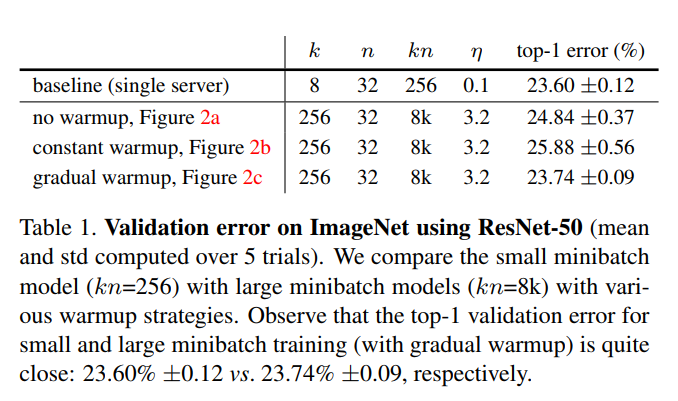 k n kn η top-1 error (%)
baseline (single server) 8 32 256 0.1 23.60 ±0.12
no warmup, Figure 2a 256 32 8k 3.2 24.84 ±0.37
constant warmup, Figure 2b 256 32 8k 3.2 25.88 ±0.56
gradual warmup, Figure 2c 256 32 8k 3.2 23.74 ±0.09
Table 1. Validation error on ImageNet using ResNet-50 (mean
and std computed over 5 trials). We compare the small minibatch
model (kn=256) with large minibatch models (kn=8k) with vari-
ous warmup strategies. Observe that the top-1 validation error for
small and large minibatch training (with gradual warmup) is quite
close: 23.60% ±0.12 vs. 23.74% ±0.09, respectively.